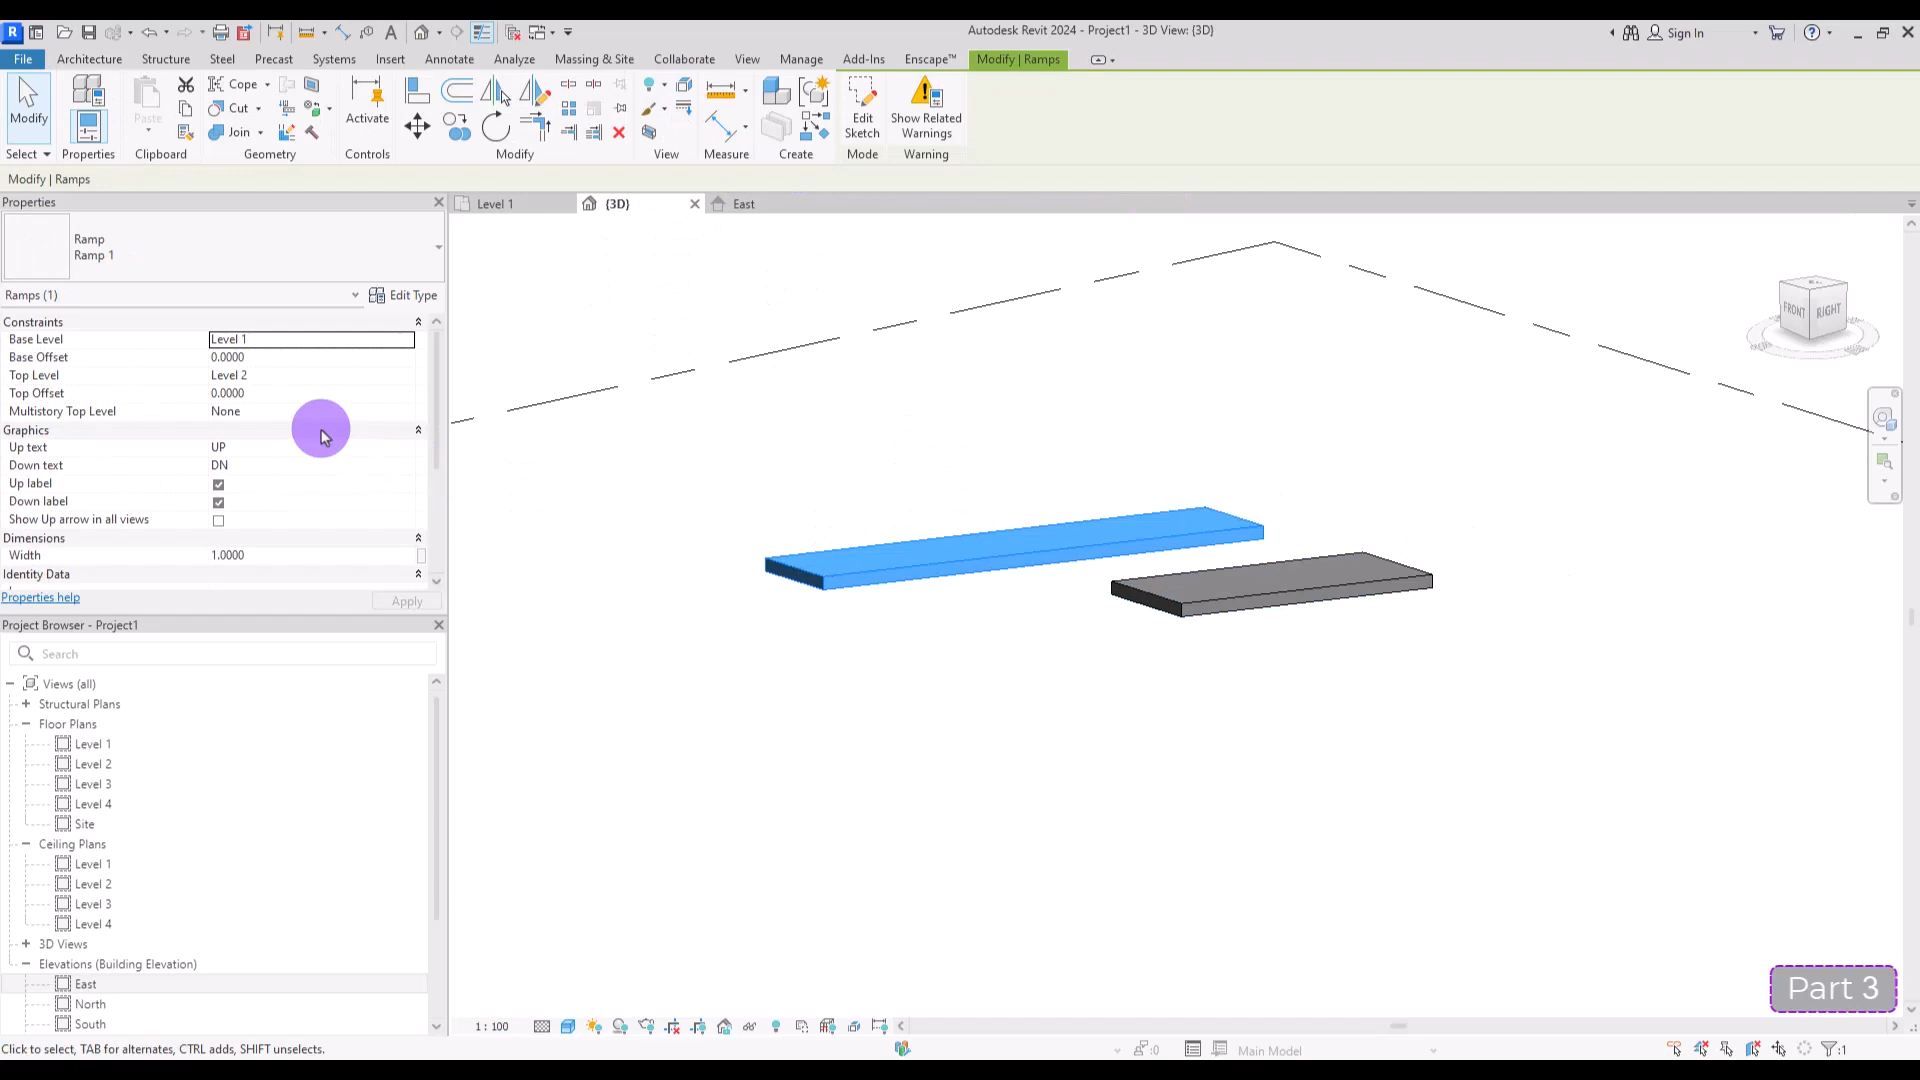 Autodesk Revit 2024 - Project1 - 3D View: {3D}
Sign In
File Architecture Structure Steel Precast Systems Insert Annotate Analyze Massing & Site Collaborate View Manage Add-Ins Enscape™ Modify | Ramps
Modify
Select
Properties
Paste
Clipboard
Cope
Cut
Join
Geometry
Activate
Controls
Modify
View
Measure
Create
Edit
Sketch
Mode
Show Related
Warnings
Warning
Modify | Ramps
Properties
Level 1
{3D}
East
Ramp
Ramp 1
Ramps (1)
Edit Type
Constraints
Base Level Level 1
Base Offset 0.0000
Top Level Level 2
Top Offset 0.0000
Multistory Top Level None
Graphics
Up text UP
Down text DN
Up label
Down label
Show Up arrow in all views
Dimensions
Width 1.0000
Identity Data
Properties help
Apply
Project Browser - Project1
Search
Views (all)
Structural Plans
Floor Plans
Level 1
Level 2
Level 3
Level 4
Site
Ceiling Plans
Level 1
Level 2
Level 3
Level 4
3D Views
Elevations (Building Elevation)
East
North
South
FRONT
RIGHT
Part 3
1 : 100
Click to select, TAB for alternates, CTRL adds, SHIFT unselects.
:0
Main Model
:1